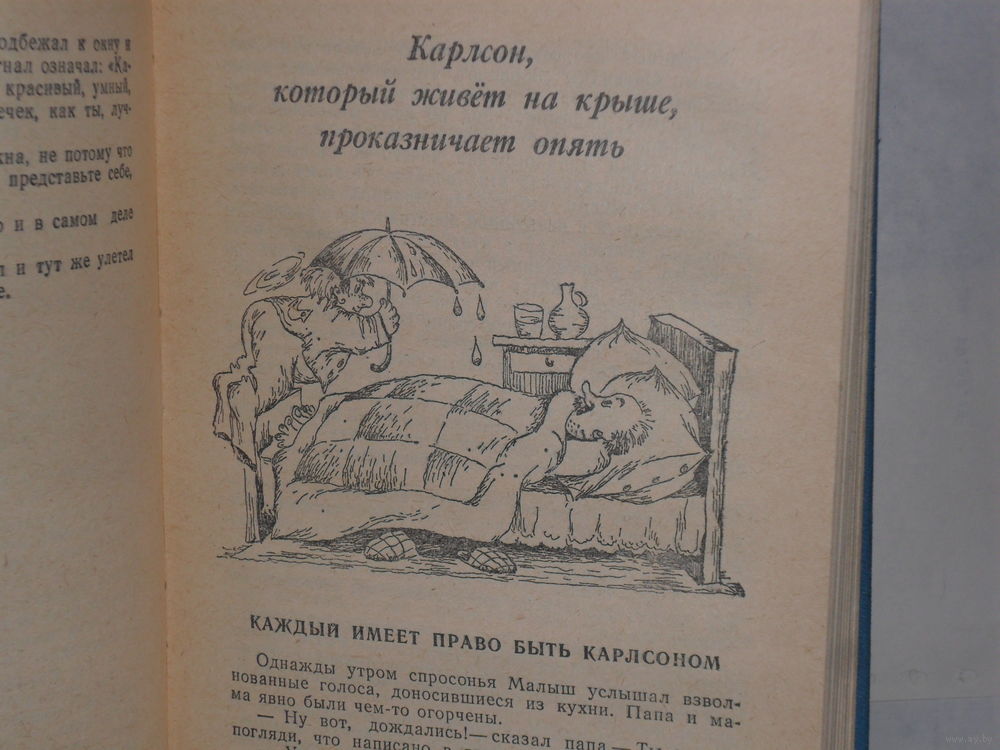 одбежал к окну и
гнал означал: «Ка-
красивый, умный,
ечек, как ты, луч-
кна, не потому что
представьте себе,
о и в самом деле
л и тут же улетел
е.
Карлсон,
который живёт на крыше,
проказничает опять
КАЖДЫЙ ИМЕЕТ ПРАВО БЫТЬ КАРЛСОНОМ
Однажды утром спросонья Малыш услышал взвол-
нованные голоса, доносившиеся из кухни. Папа и ма-
ма явно были чем-то огорчены.
— Ну вот, дождались! — сказал папа. —
погляди, что написано в
www.ay.by